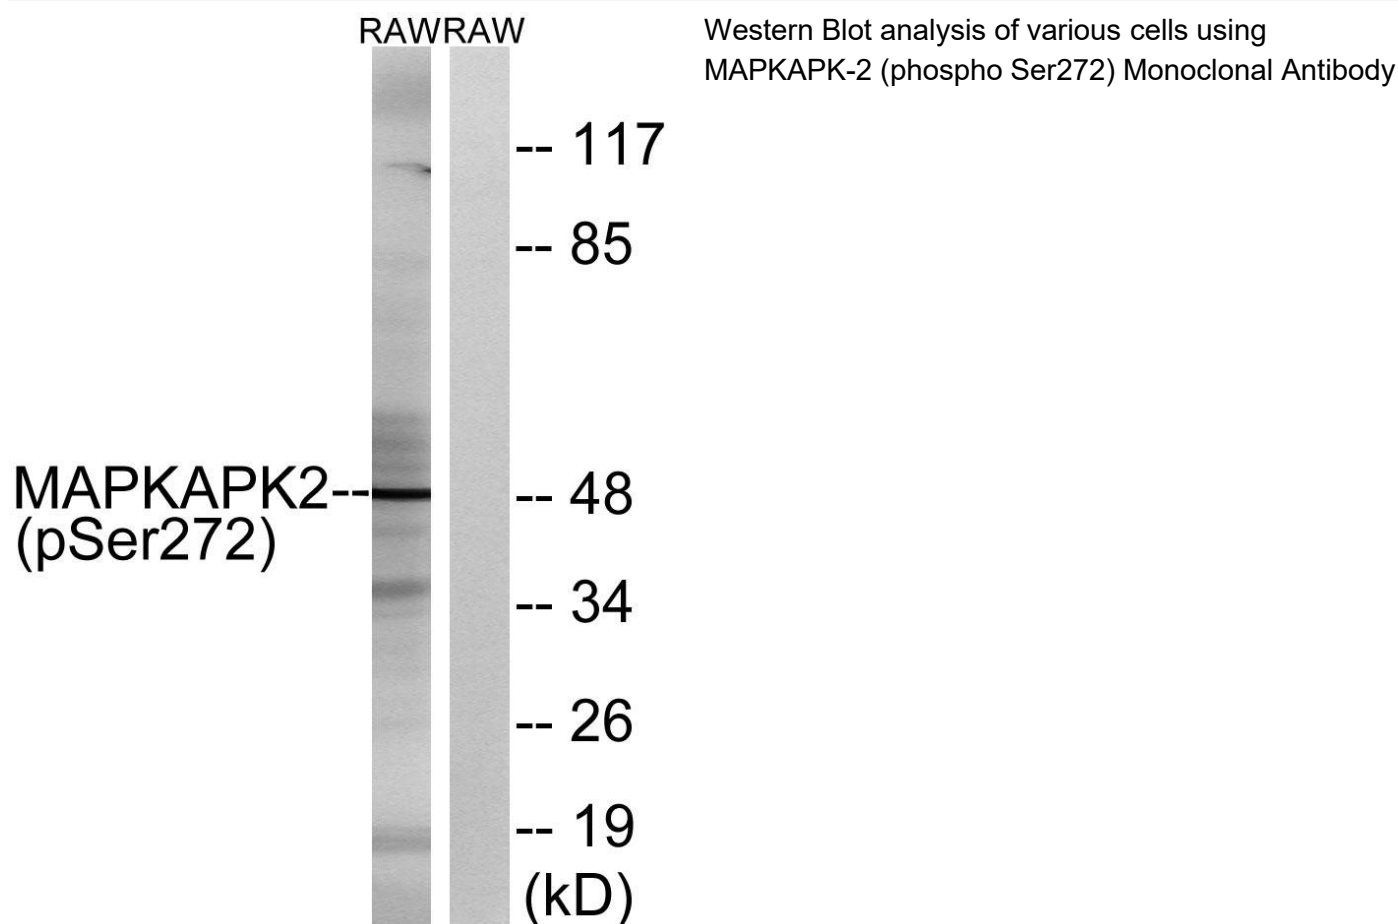 RAW RAW
Western Blot analysis of various cells using
MAPKAPK-2 (phospho Ser272) Monoclonal Antibody
-- 117
-- 85
MAPKAPK2--
(pSer272)
-- 48
-- 34
-- 26
-- 19
(kD)